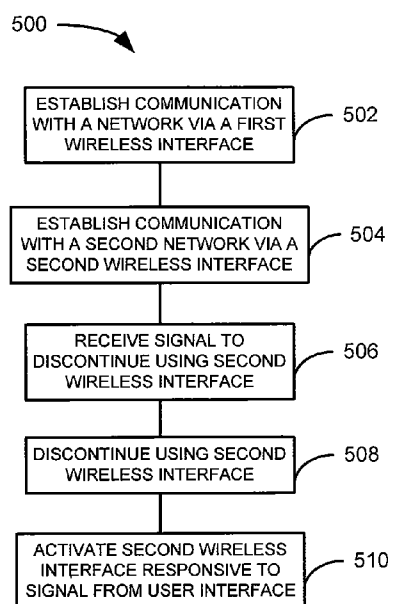 500
ESTABLISH COMMUNICATION
WITH A NETWORK VIA A FIRST
WIRELESS INTERFACE
502
ESTABLISH COMMUNICATION
WITH A SECOND NETWORK VIA A
SECOND WIRELESS INTERFACE
504
RECEIVE SIGNAL TO
DISCONTINUE USING SECOND
WIRELESS INTERFACE
506
DISCONTINUE USING SECOND
WIRELESS INTERFACE
508
ACTIVATE SECOND WIRELESS
INTERFACE RESPONSIVE TO
SIGNAL FROM USER INTERFACE
510